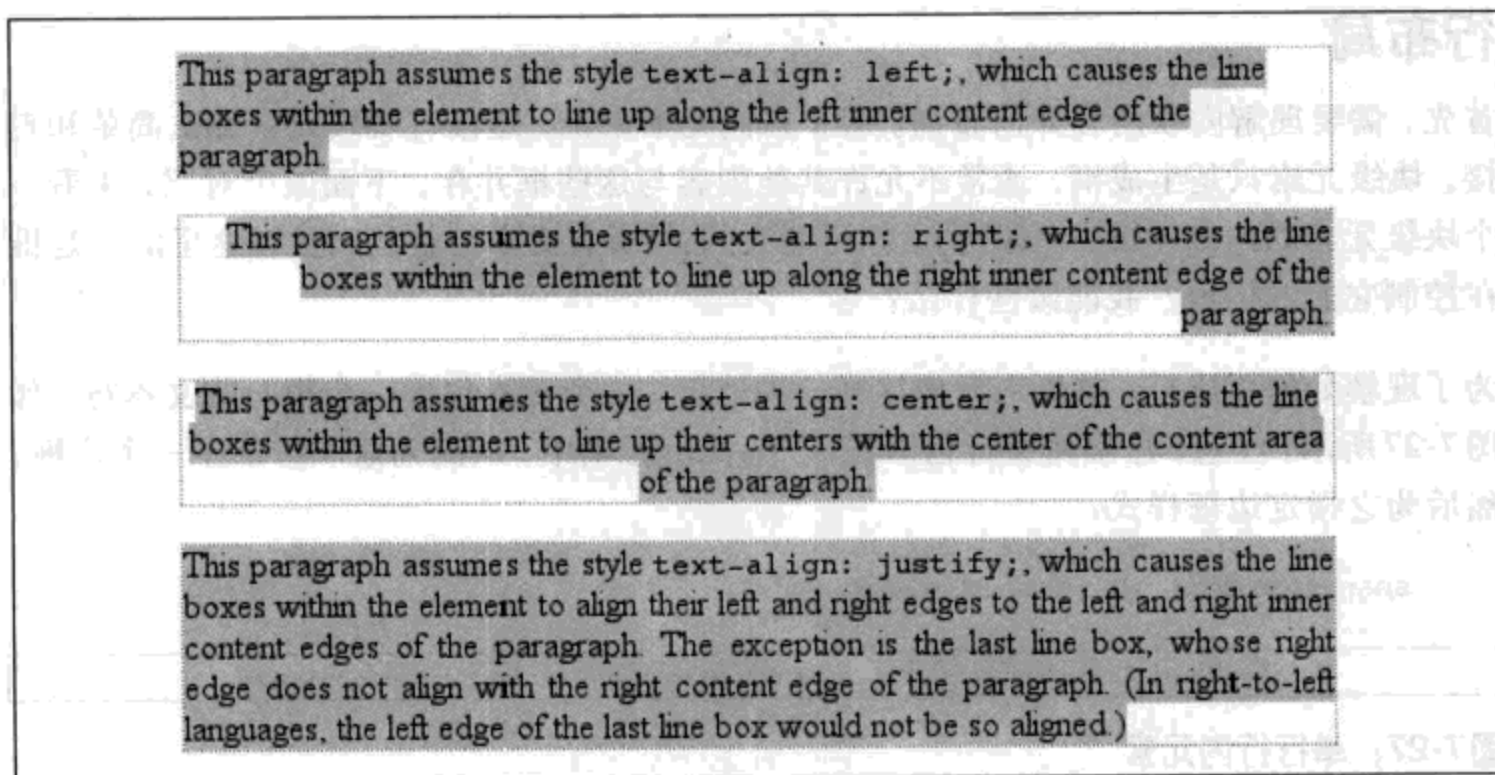 This paragraph assumes the style text-align: left;, which causes the line
boxes within the element to line up along the left inner content edge of the
paragraph.
This paragraph assumes the style text-align: right;, which causes the line
boxes within the element to line up along the right inner content edge of the
paragraph.
This paragraph assumes the style text-align: center;, which causes the line
boxes within the element to line up their centers with the center of the content area
of the paragraph.
This paragraph assumes the style text-align: justify;, which causes the line
boxes within the element to align their left and right edges to the left and right inner
content edges of the paragraph. The exception is the last line box, whose right
edge does not align with the right content edge of the paragraph. (In right-to-left
languages, the left edge of the last line box would not be so aligned.)